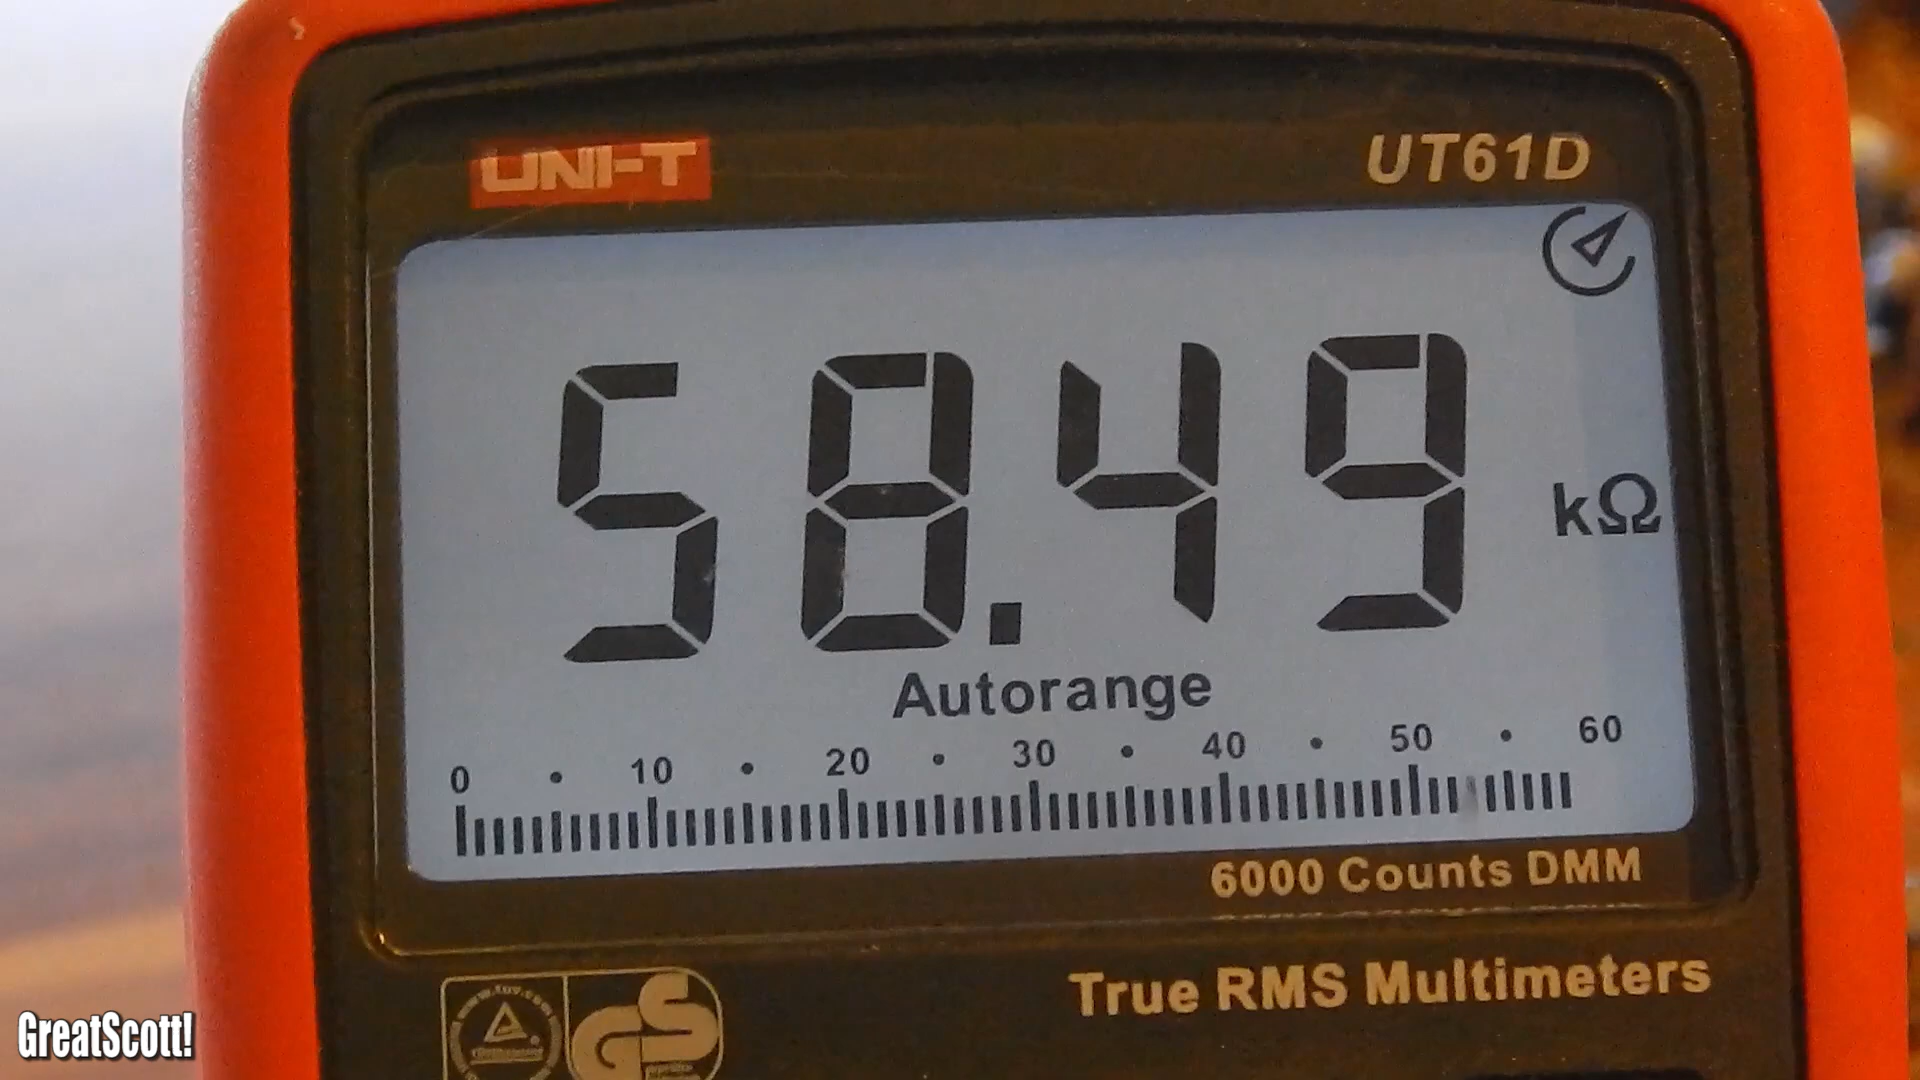 UNI-T
UT61D
58.49
kΩ
Autorange
0 10 20 30 40 50 60
6000 Counts DMM
True RMS Multimeters
GS
GreatScott!